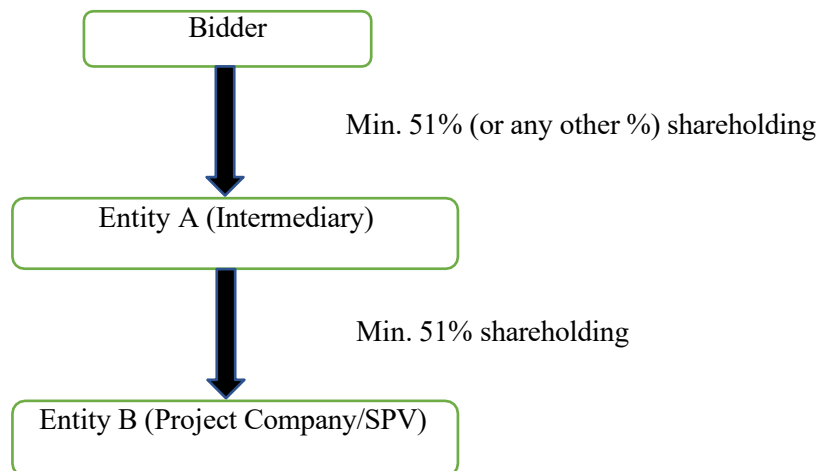 Bidder
Min. 51% (or any other %) shareholding
Entity A (Intermediary)
Min. 51% shareholding
Entity B (Project Company/SPV)